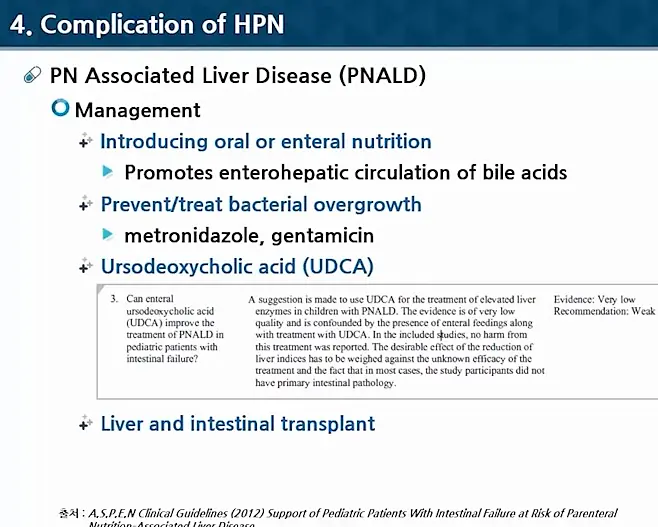 4. Complication of HPN
PN Associated Liver Disease (PNALD)
Management
Introducing oral or enteral nutrition
Promotes enterohepatic circulation of bile acids
Prevent/treat bacterial overgrowth
metronidazole, gentamicin
Ursodeoxycholic acid (UDCA)
3. Can enteral
ursodeoxycholic acid
(UDCA) improve the
treatment of PNALD in
pediatric patients with
intestinal failure?
A suggestion is made to use UDCA for the treatment of elevated liver
enzymes in children with PNALD. The evidence is of very low
quality and is confounded by the presence of enteral feedings along
with treatment with UDCA. In the included studies, no harm from
this treatment was reported. The desirable effect of the reduction of
liver indices has to be weighed against the unknown efficacy of the
treatment and the fact that in most cases, the study participants did not
have primary intestinal pathology.
Evidence: Very low
Recommendation: Weak
Liver and intestinal transplant
출처 : A.S.P.E.N Clinical Guidelines (2012) Support of Pediatric Patients With Intestinal Failure at Risk of Parenteral
Nutrition-Associated Liver Disease